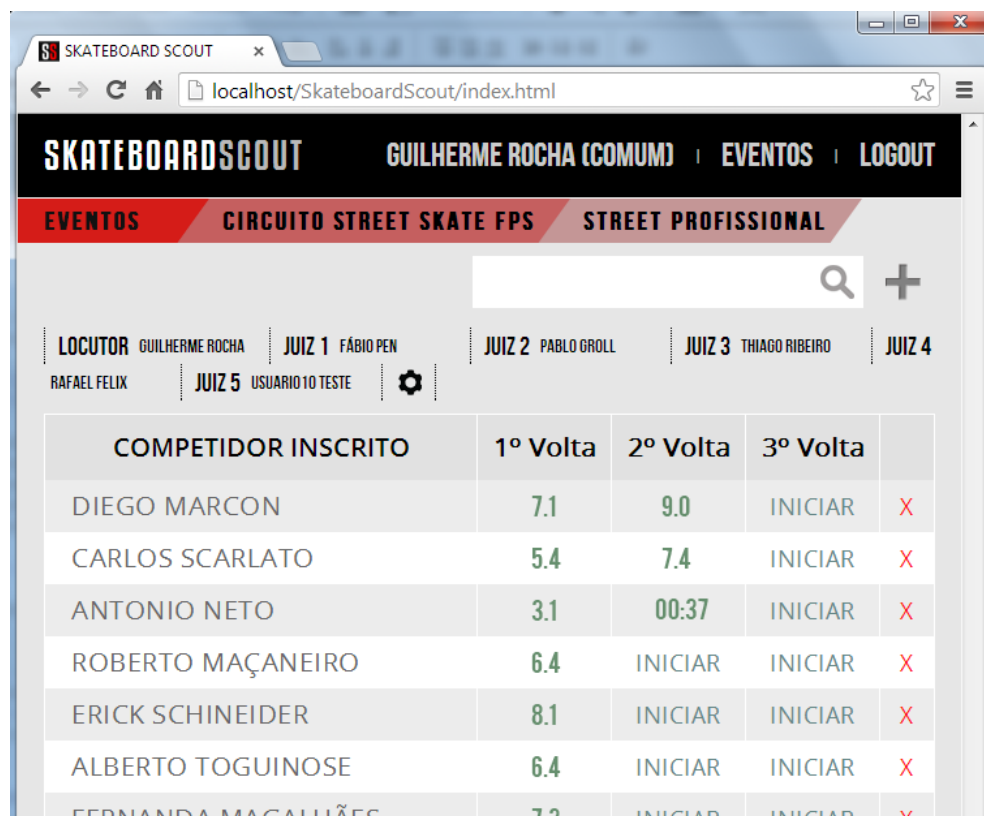 SKATEBOARD SCOUT
localhost/SkateboardScout/index.html
SKATEBOARDSCOUT GUILHERME ROCHA (COMUM) EVENTOS LOGOUT
EVENTOS CIRCUITO STREET SKATE FPS STREET PROFISSIONAL
LOCUTOR GUILHERME ROCHA JUIZ 1 FÁBIO PEN JUIZ 2 PABLO GROLL JUIZ 3 THIAGO RIBEIRO JUIZ 4
RAFAEL FELIX JUIZ 5 USUARIO10 TESTE
COMPETIDOR INSCRITO 1º Volta 2º Volta 3º Volta
DIEGO MARCON 7.1 9.0 INICIAR X
CARLOS SCARLATO 5.4 7.4 INICIAR X
ANTONIO NETO 3.1 00:37 INICIAR X
ROBERTO MAÇANEIRO 6.4 INICIAR INICIAR X
ERICK SCHINEIDER 8.1 INICIAR INICIAR X
ALBERTO TOGUINOSE 6.4 INICIAR INICIAR X
FERNANDA MAGALHÃES INICIAR INICIAR X